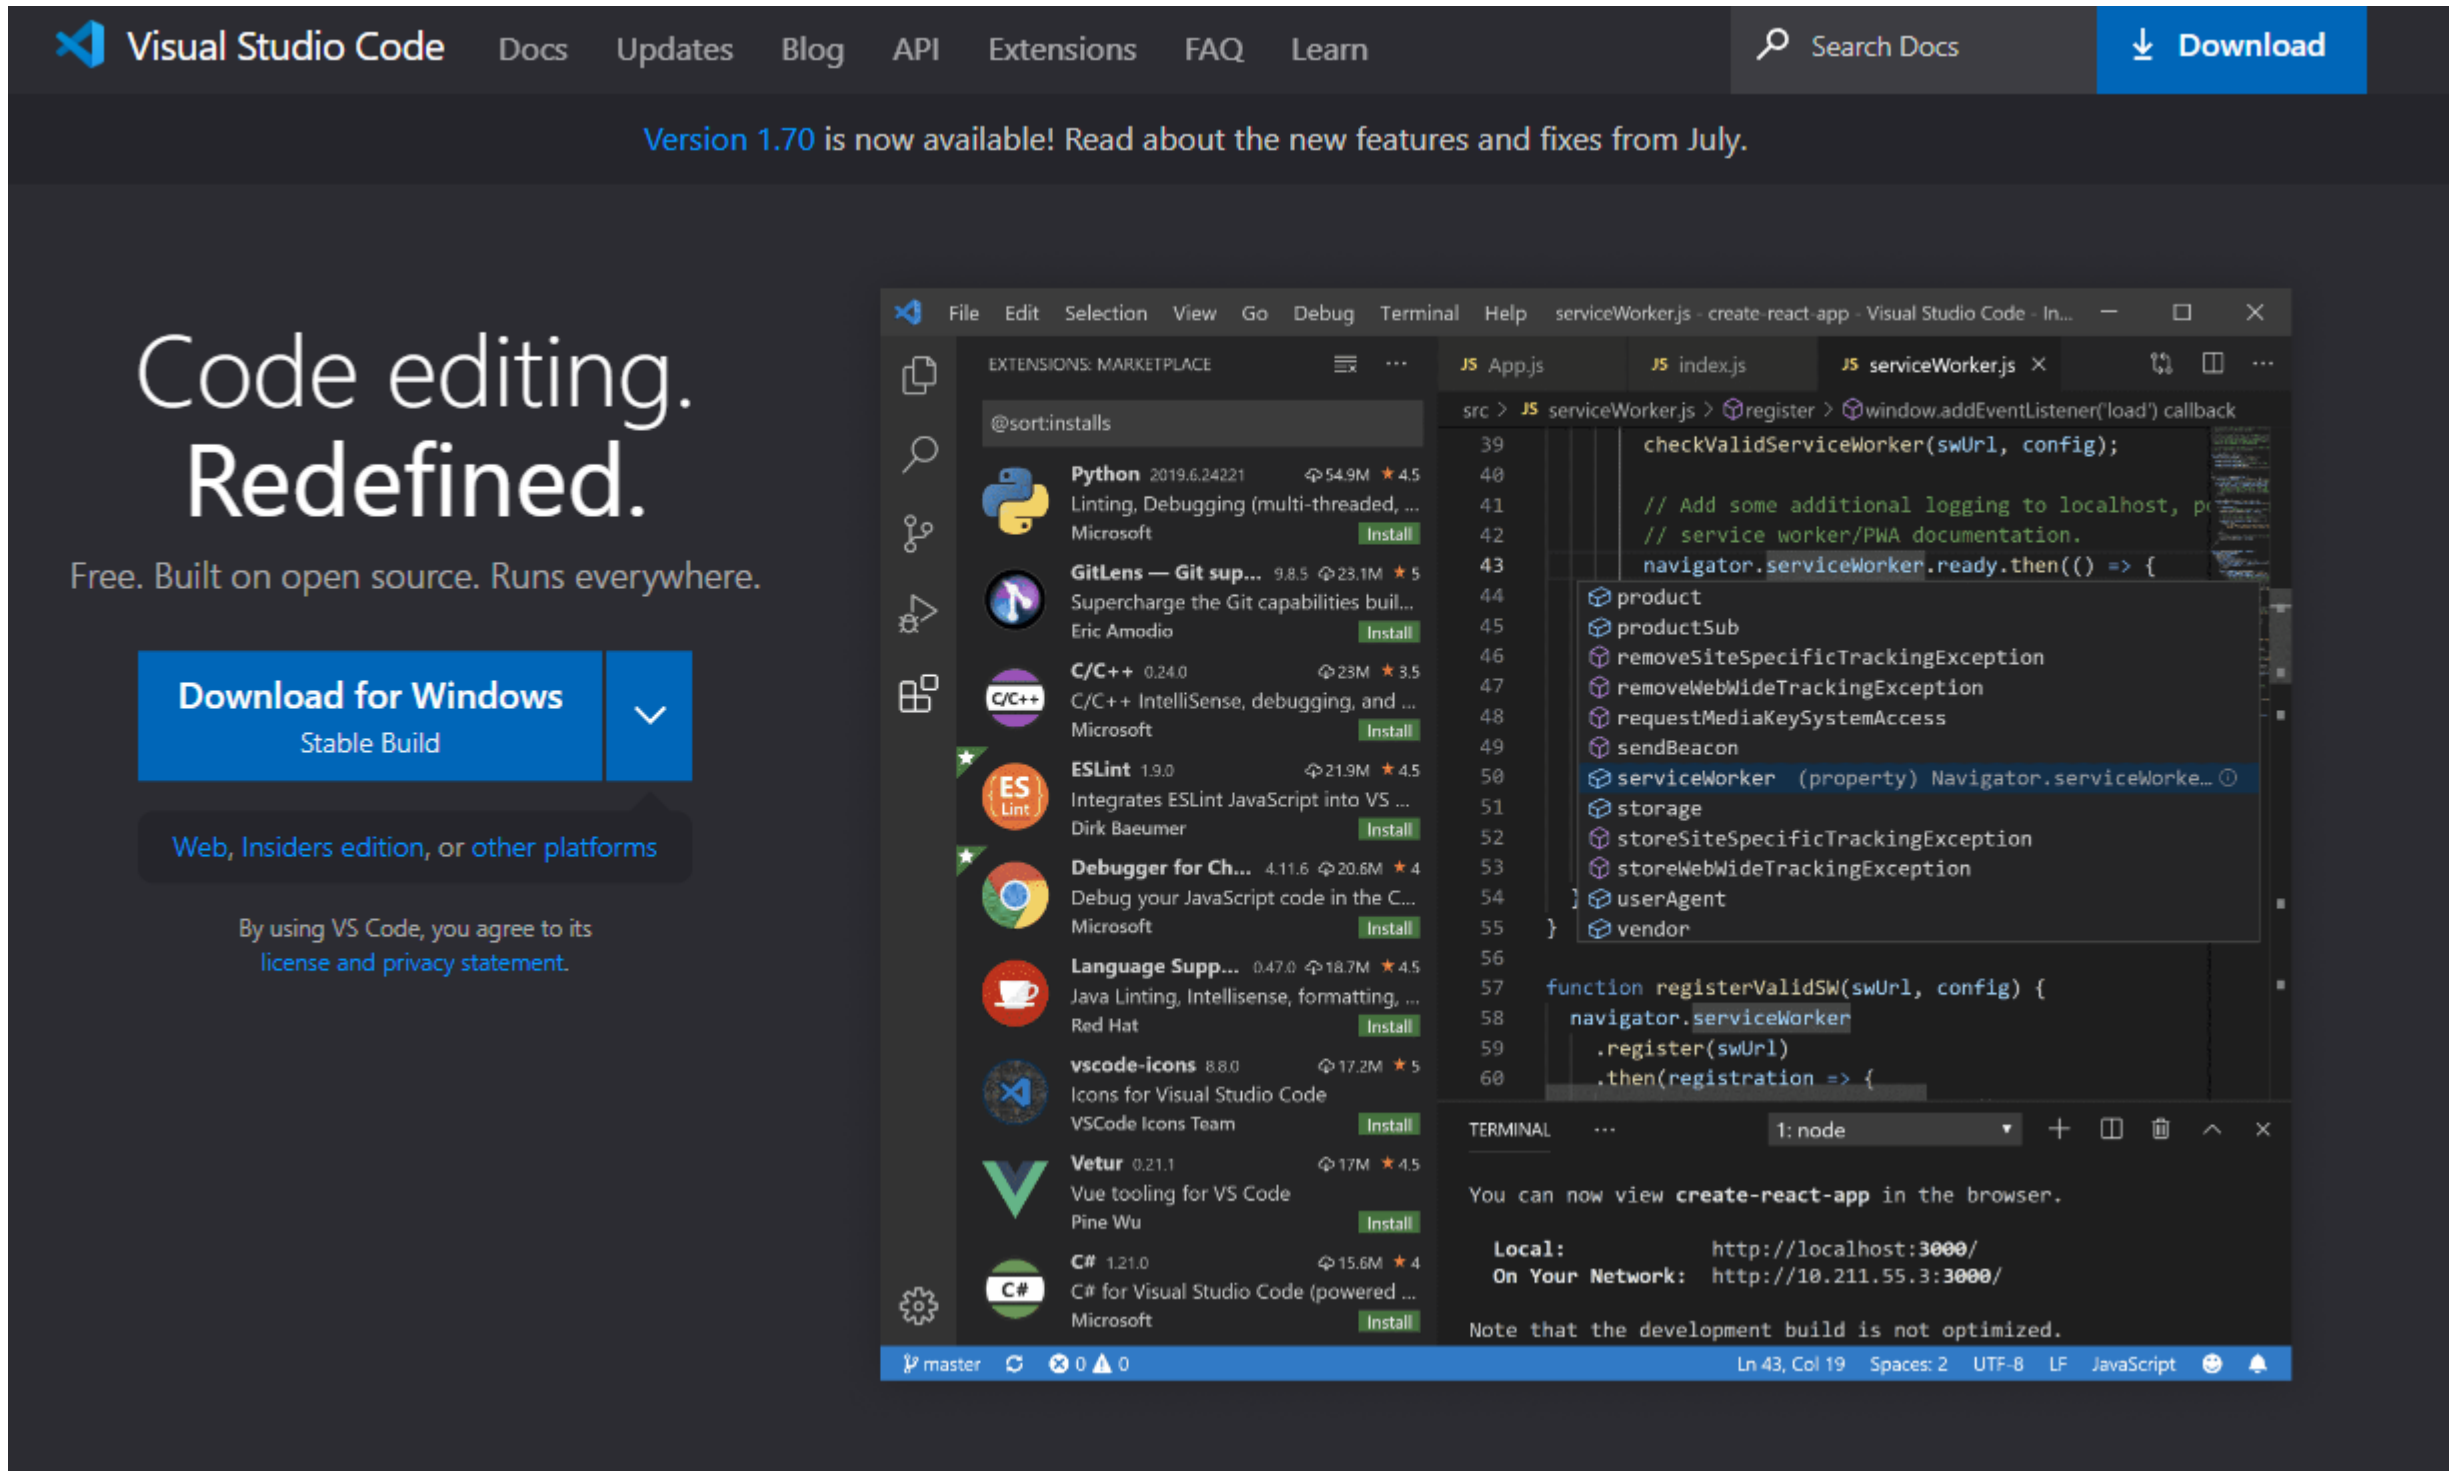 Visual Studio Code Docs Updates Blog API Extensions FAQ Learn Search Docs Download
Version 1.70 is now available! Read about the new features and fixes from July.
Code editing.
Redefined.
Free. Built on open source. Runs everywhere.
Download for Windows
Stable Build
Web, Insiders edition, or other platforms
By using VS Code, you agree to its
license and privacy statement.
File Edit Selection View Go Debug Terminal Help serviceWorker.js - create-react-app - Visual Studio Code - In...
EXTENSIONS: MARKETPLACE ...
@sort:installs
Python 2019.6.24221 54.9M ★ 4.5
Linting, Debugging (multi-threaded, ...
Microsoft Install
GitLens — Git sup... 9.8.5 23.1M ★ 5
Supercharge the Git capabilities buil...
Eric Amodio Install
C/C++
C/C++ 0.24.0 23M ★ 3.5
C/C++ IntelliSense, debugging, and ...
Microsoft Install
ES
Lint
ESLint 1.9.0 21.9M ★ 4.5
Integrates ESLint JavaScript into VS ...
Dirk Baeumer Install
Debugger for Ch... 4.11.6 20.6M ★ 4
Debug your JavaScript code in the C...
Microsoft Install
Language Supp... 0.47.0 18.7M ★ 4.5
Java Linting, Intellisense, formatting, ...
Red Hat Install
vscode-icons 8.8.0 17.2M ★ 5
Icons for Visual Studio Code
VSCode Icons Team Install
Vetur 0.21.1 17M ★ 4.5
Vue tooling for VS Code
Pine Wu Install
C#
C# 1.21.0 15.6M ★ 4
C# for Visual Studio Code (powered ...
Microsoft Install
JS App.js JS index.js JS serviceWorker.js × ...
src > JS serviceWorker.js > register > window.addEventListener('load') callback
39 checkValidServiceWorker(swUrl, config);
40
41 // Add some additional logging to localhost, p
42 // service worker/PWA documentation.
43 navigator.serviceWorker.ready.then(() => {
44 product
45 productSub
46 removeSiteSpecificTrackingException
47 removeWebWideTrackingException
48 requestMediaKeySystemAccess
49 sendBeacon
50 serviceWorker (property) Navigator.serviceWorke...
51 storage
52 storeSiteSpecificTrackingException
53 storeWebWideTrackingException
54 } userAgent
55 } vendor
56
57 function registerValidSW(swUrl, config) {
58 navigator.serviceWorker
59 .register(swUrl)
60 .then(registration => {
TERMINAL ... 1: node
You can now view create-react-app in the browser.
Local: http://localhost:3000/
On Your Network: http://10.211.55.3:3000/
Note that the development build is not optimized.
master 0 0 Ln 43, Col 19 Spaces: 2 UTF-8 LF JavaScript